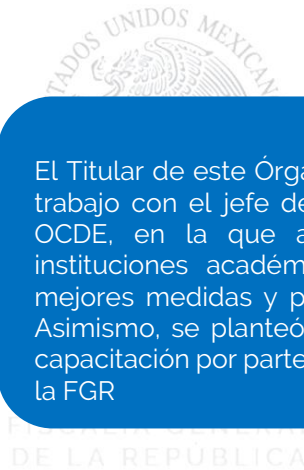 UNIDOS MEXICAN
El Titular de este Órga
trabajo con el jefe de
OCDE, en la que a
instituciones académ
mejores medidas y p
Asimismo, se planteó
capacitación por parte
la FGR
DE LA REPÚBLICA